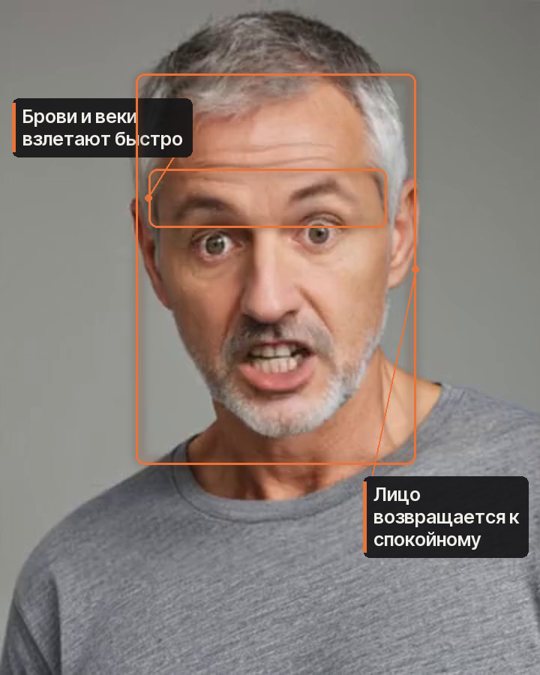 Брови и веки
взлетают быстро
Лицо
возвращается к
спокойному